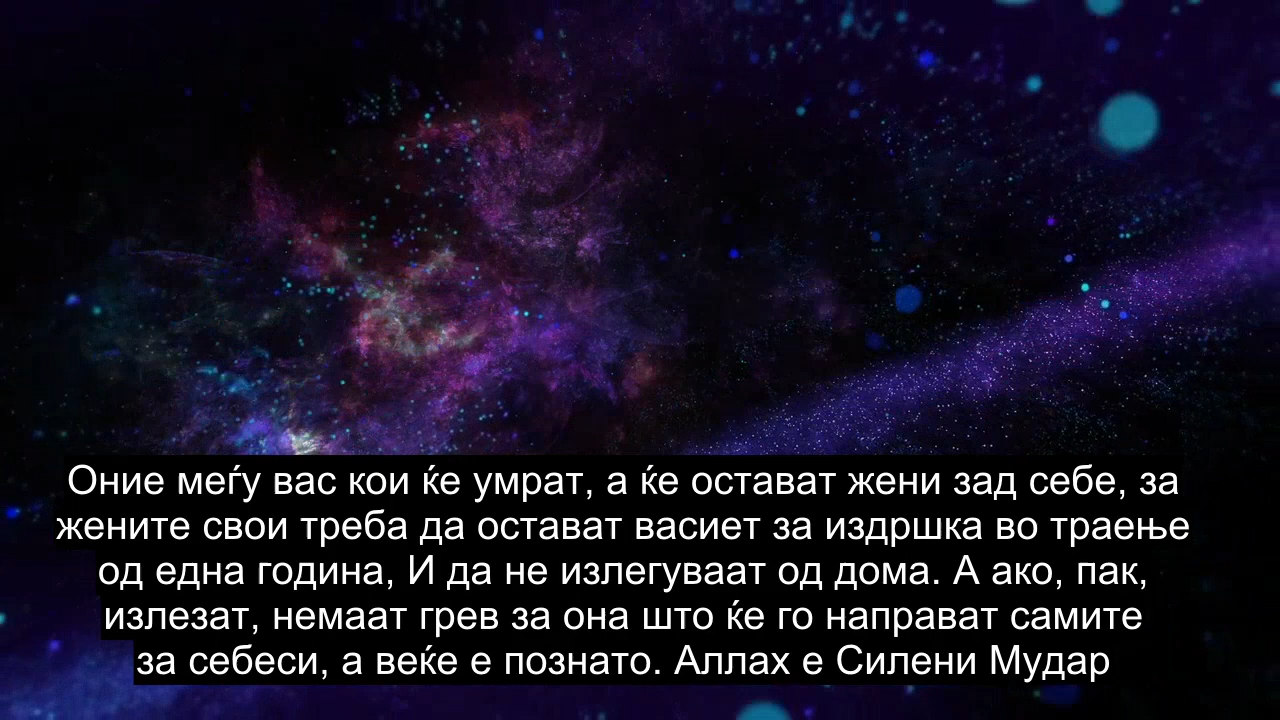 Оние меѓу вас кои ќе умрат, а ќе остават жени зад себе, за
жените свои треба да остават васиет за издршка во траење
од една година, И да не излегуваат од дома. А ако, пак,
излезат, немаат грев за она што ќе го направат самите
за себеси, а веќе е познато. Аллах е Силени Мудар